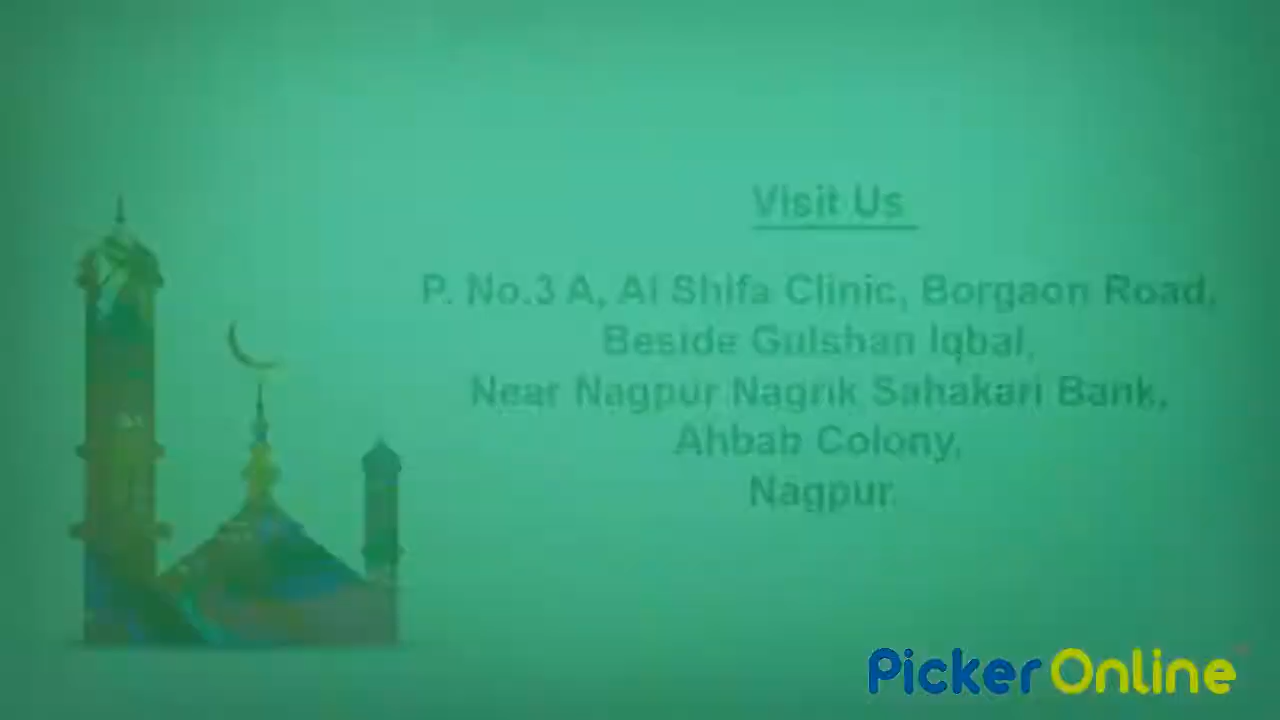 Visit Us
P. No.3 A, Al Shifa Clinic, Borgaon Road,
Beside Gulshan Iqbal,
Near Nagpur Nagrik Sahakari Bank,
Ahbab Colony,
Nagpur.
PickerOnline